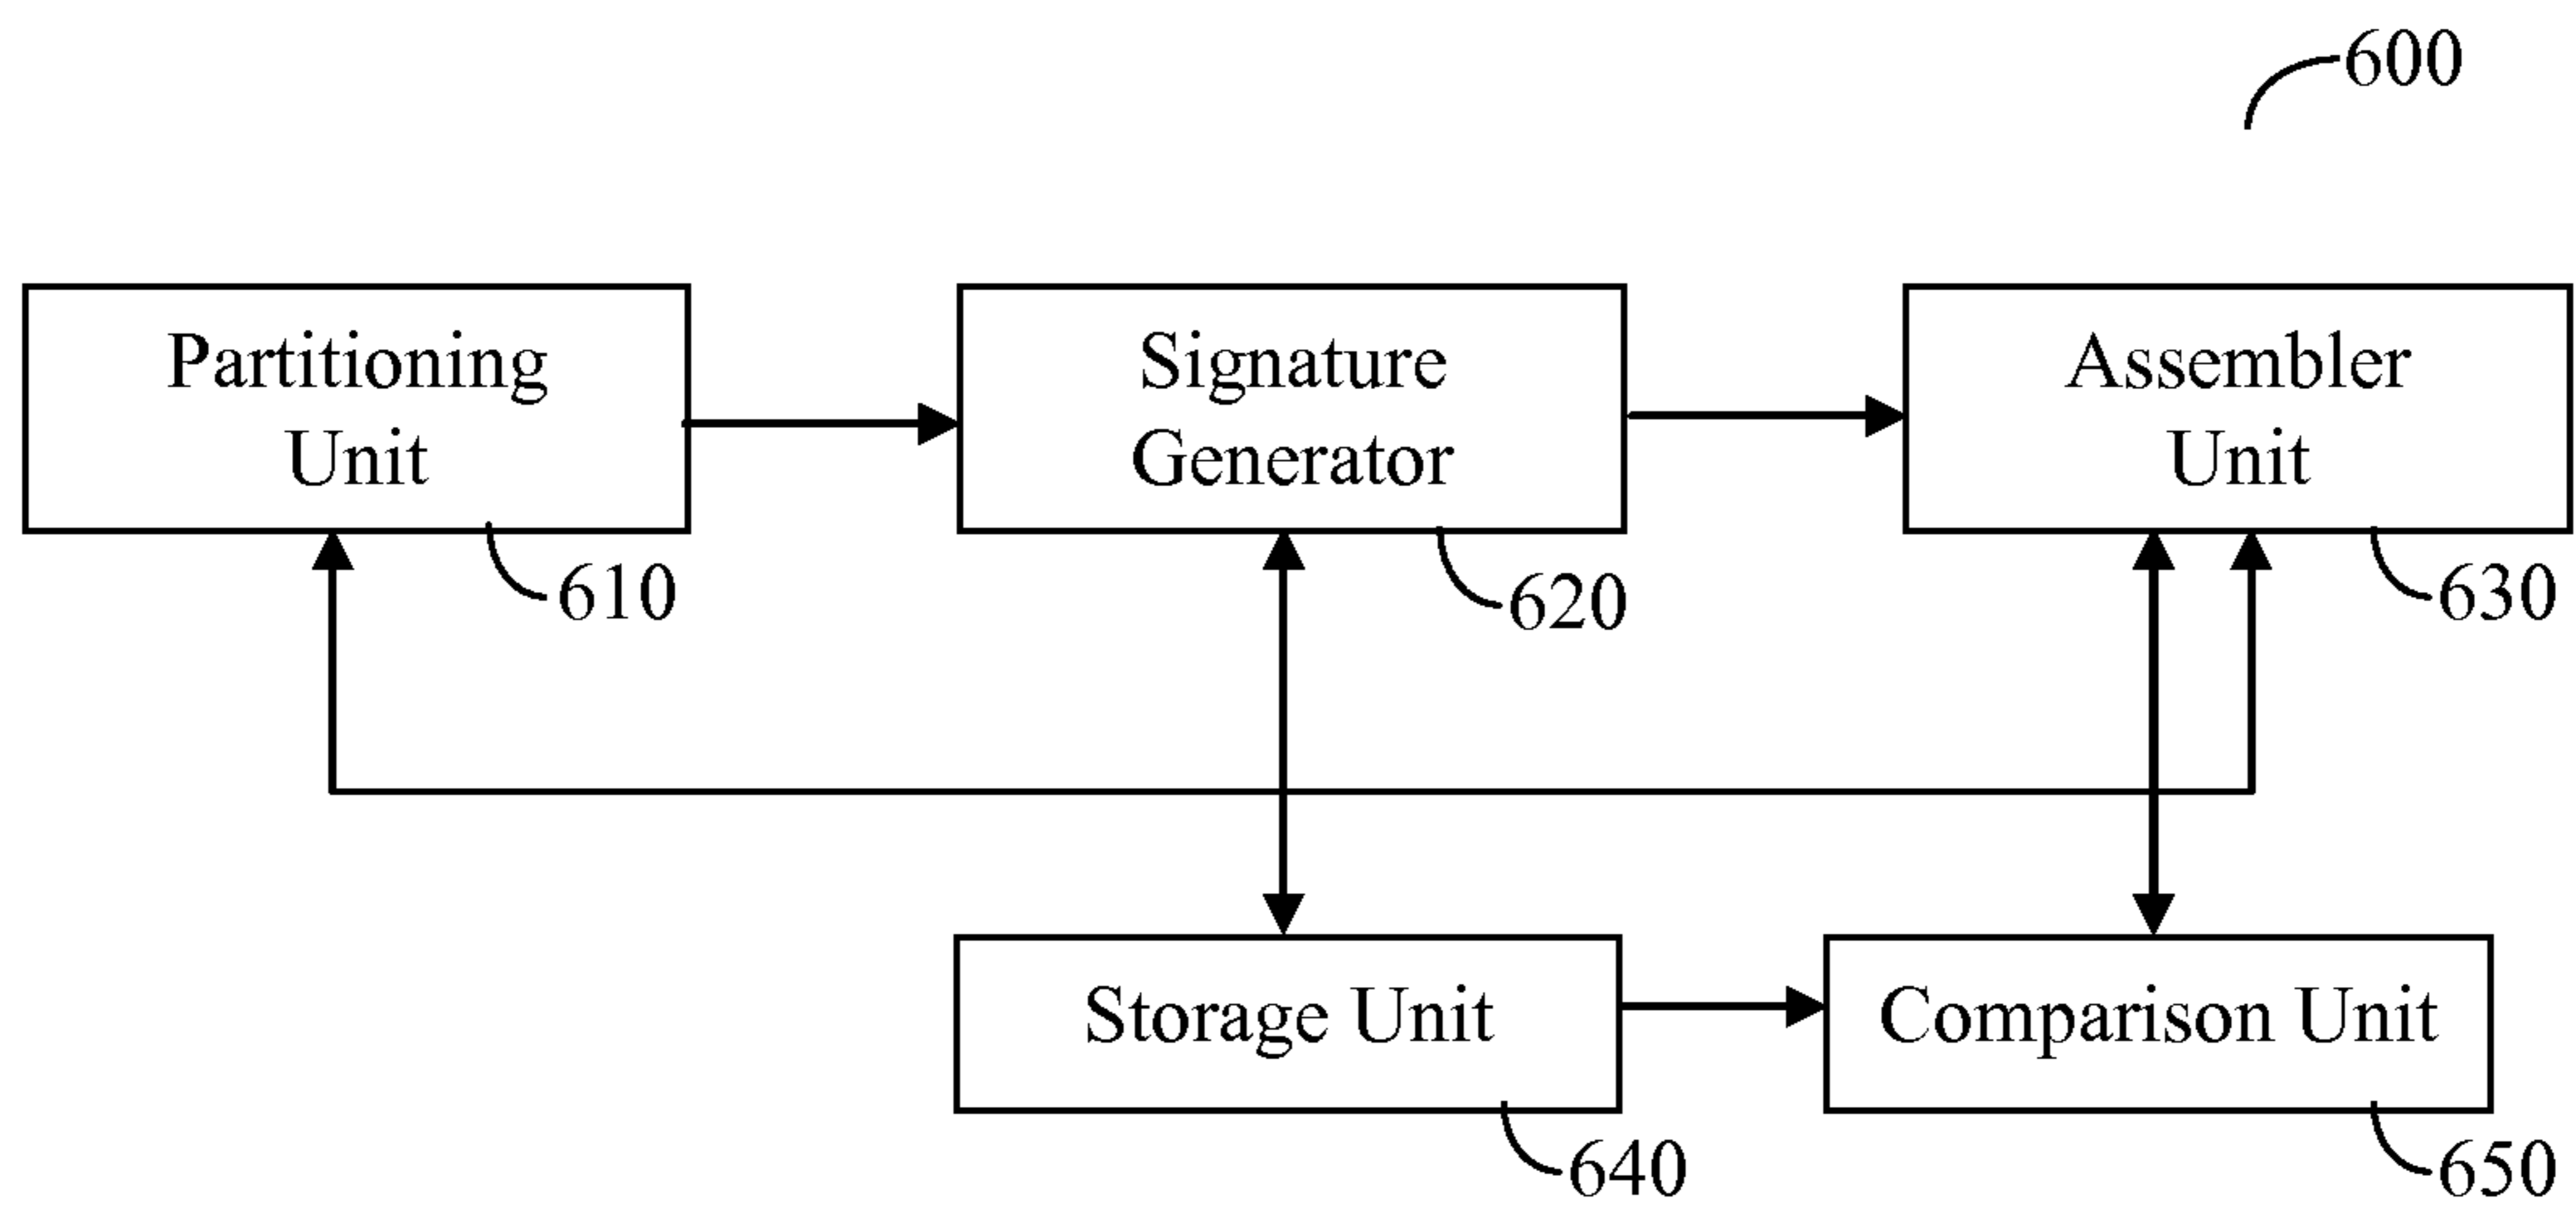 600
Partitioning
Unit
610
Signature
Generator
620
Assembler
Unit
630
Storage Unit
640
Comparison Unit
650